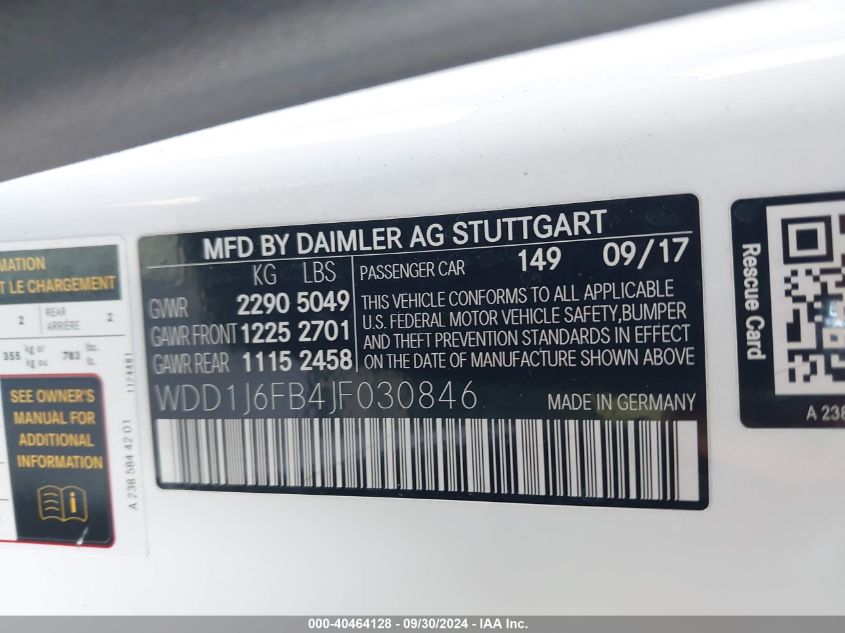 MFD BY DAIMLER AG STUTTGART
KG LBS
PASSENGER CAR 149 09/17
GVWR 2290 5049
GAWR FRONT 1225 2701
GAWR REAR 1115 2458
THIS VEHICLE CONFORMS TO ALL APPLICABLE
U.S. FEDERAL MOTOR VEHICLE SAFETY,BUMPER
AND THEFT PREVENTION STANDARDS IN EFFECT
ON THE DATE OF MANUFACTURE SHOWN ABOVE
WDD1J6FB4JF030846
MADE IN GERMANY
LE CHARGEMENT
2 REAR ARRIÈRE 2
355 kg or kg ou 783 lbs. lb.
SEE OWNER'S
MANUAL FOR
ADDITIONAL
INFORMATION
1174481
A 238 584 42 01
Rescue Card
A 238
000-40464128 - 09/30/2024 - IAA Inc.